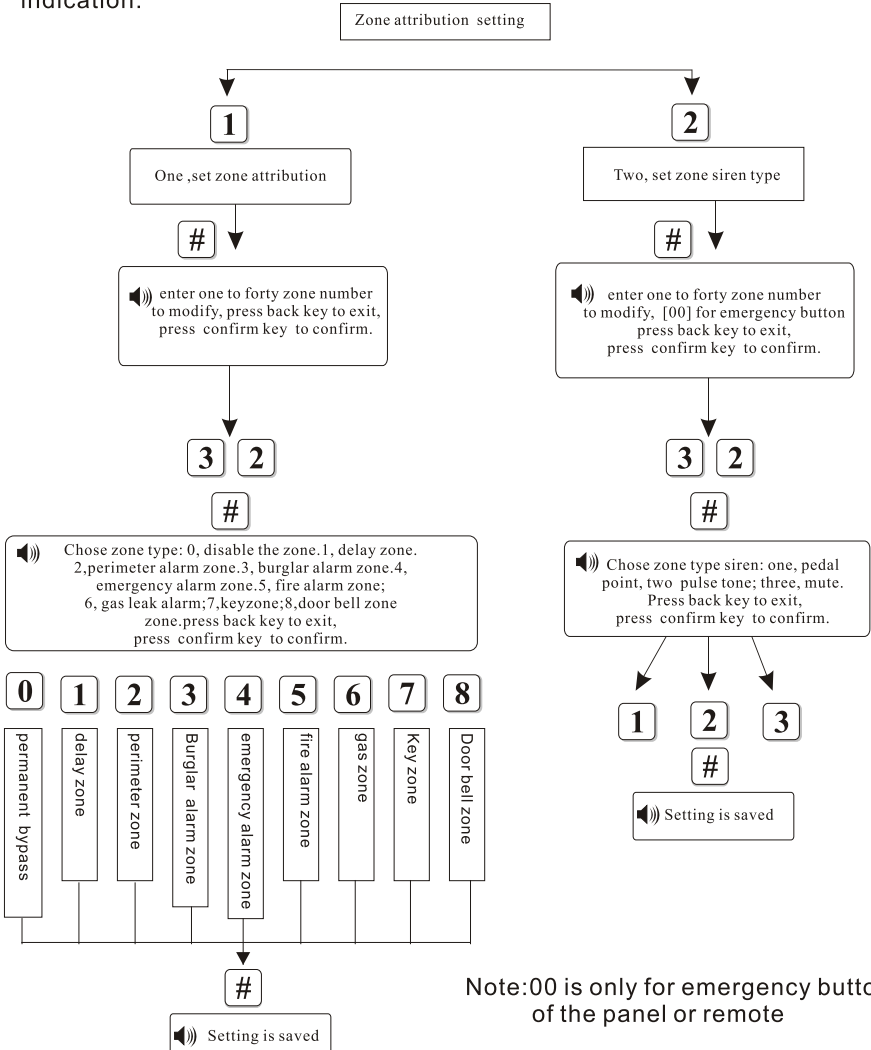 indication:
Zone attribution setting
1
2
One ,set zone attribution
Two, set zone siren type
#
#
enter one to forty zone number
to modify, press back key to exit,
press confirm key to confirm.
enter one to forty zone number
to modify, [00] for emergency button
press back key to exit,
press confirm key to confirm.
3 2
3 2
#
#
Chose zone type: 0, disable the zone.1, delay zone.
2,perimeter alarm zone.3, burglar alarm zone.4,
emergency alarm zone.5, fire alarm zone;
6, gas leak alarm;7,keyzone;8,door bell zone
zone.press back key to exit,
press confirm key to confirm.
Chose zone type siren: one, pedal
point, two pulse tone; three, mute.
Press back key to exit,
press confirm key to confirm.
0 1 2 3 4 5 6 7 8
permanent bypass
delay zone
perimeter zone
Burglar alarm zone
emergency alarm zone
fire alarm zone
gas zone
Key zone
Door bell zone
1 2 3
#
Setting is saved
#
Setting is saved
Note:00 is only for emergency butto
of the panel or remote